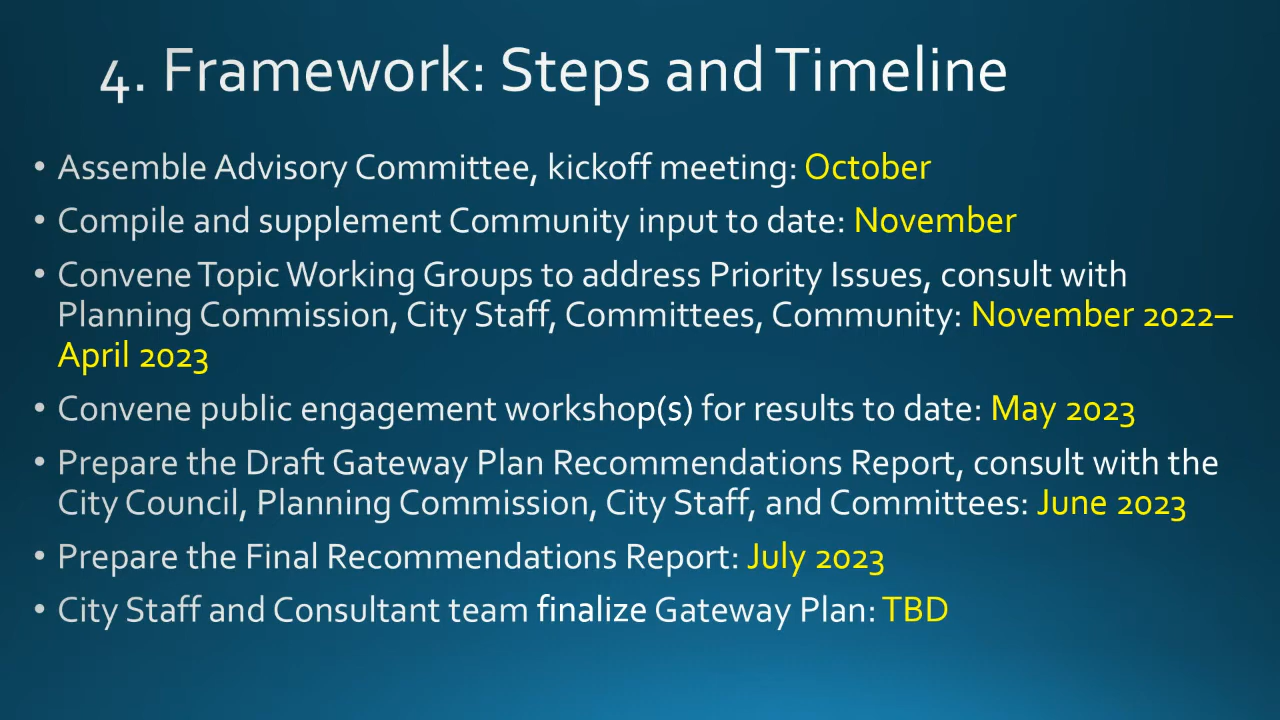 4. Framework: Steps and Timeline
• Assemble Advisory Committee, kickoff meeting: October
• Compile and supplement Community input to date: November
• Convene Topic Working Groups to address Priority Issues, consult with
Planning Commission, City Staff, Committees, Community: November 2022–
April 2023
• Convene public engagement workshop(s) for results to date: May 2023
• Prepare the Draft Gateway Plan Recommendations Report, consult with the
City Council, Planning Commission, City Staff, and Committees: June 2023
• Prepare the Final Recommendations Report: July 2023
• City Staff and Consultant team finalize Gateway Plan: TBD